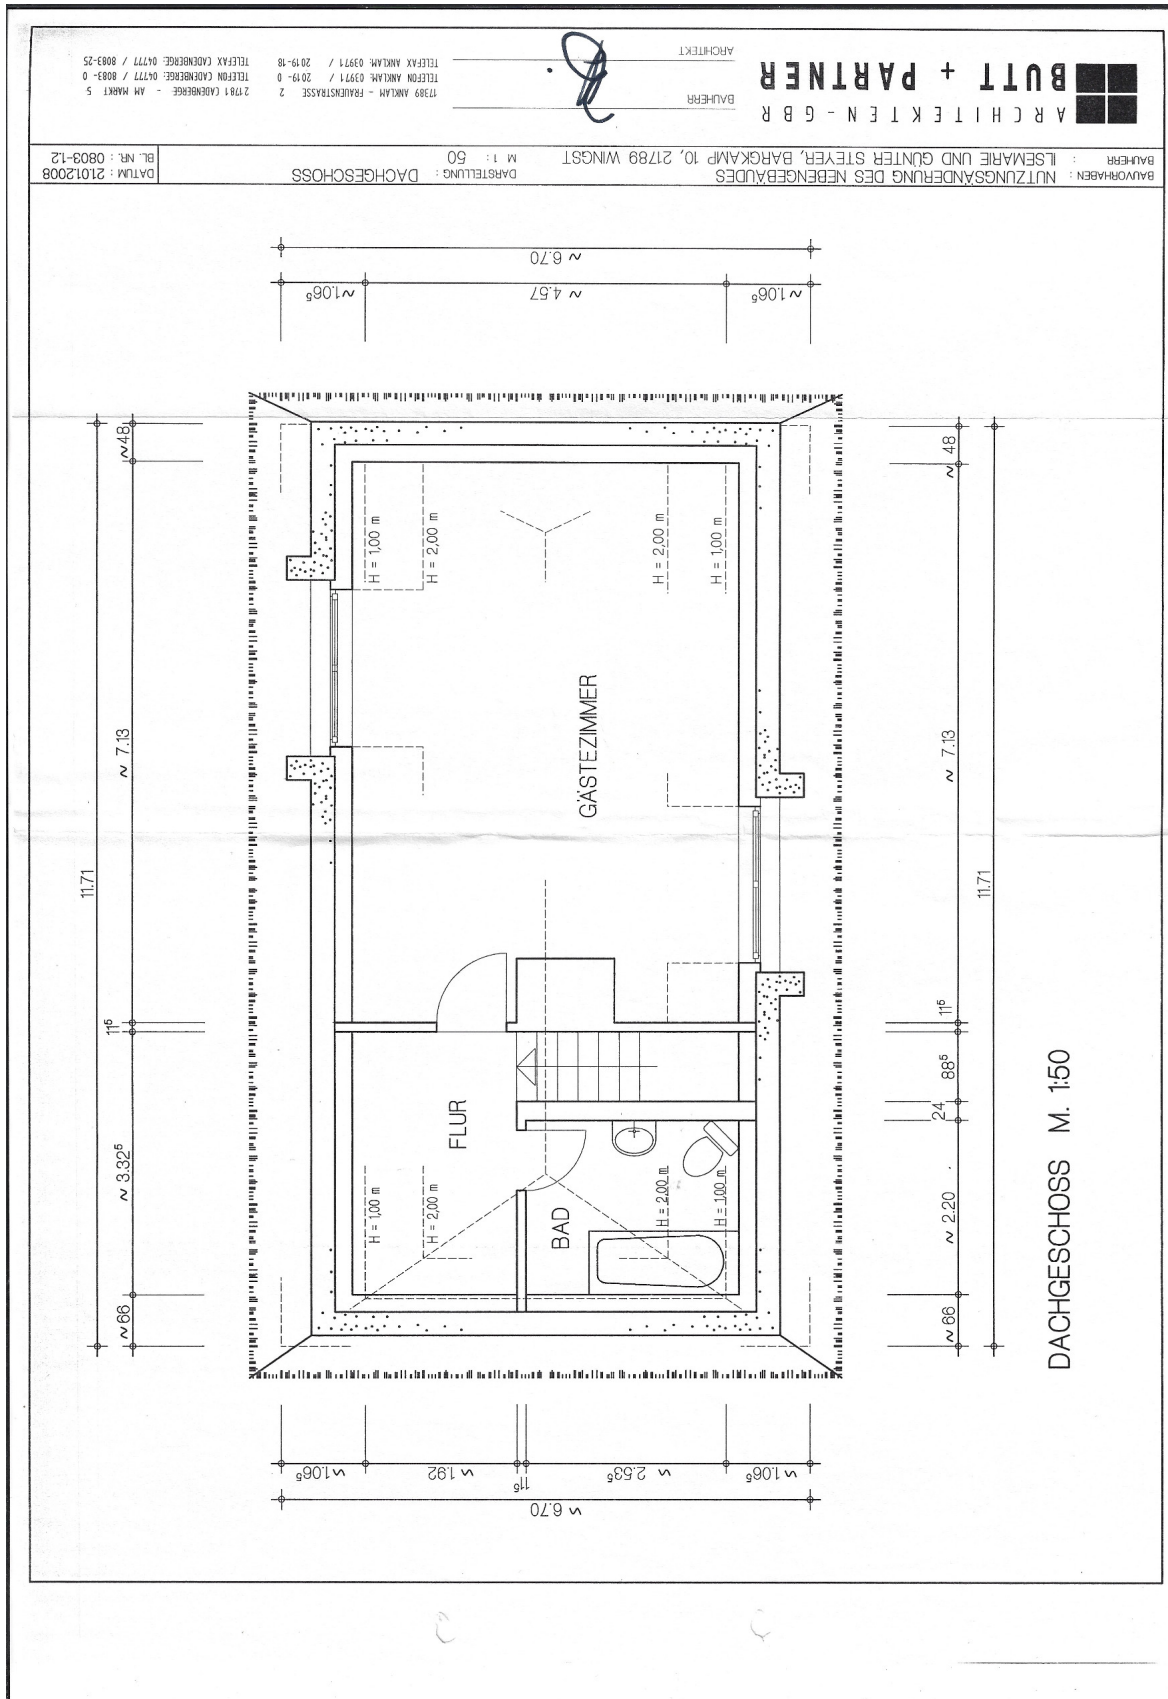 ARCHITEKTEN-GBR
BUTT + PARTNER
BAUHERR
ARCHITEKT
17389 ANKLAM - FRAUENSTRASSE 2
TELEFON ANKLAM: 03971 / 2019- 0
TELEFAX ANKLAM: 03971 / 2019-18
21781 CADENBERGE - AM MARKT 5
TELEFON CADENBERGE: 04777 / 8083- 0
TELEFAX CADENBERGE: 04777 / 8083-25
BAUVORHABEN : NUTZUNGSÄNDERUNG DES NEBENGEBÄUDES
BAUHERR : ILSEMARIE UND GÜNTER STEYER, BARGKAMP 10, 21789 WINGST
DARSTELLUNG : DACHGESCHOSS
M 1 : 50
DATUM : 21.01.2008
BL. NR. : 0803-1.2
~ 6.70
~1.06⁵
~ 4.57
~1.06⁵
11.71
~66
~ 3.32⁵
11⁵
~ 7.13
~48
H = 1,00 m
H = 2,00 m
H = 1,00 m
H = 2,00 m
FLUR
GÄSTEZIMMER
BAD
H = 2,00 m
H = 1,00 m
H = 2,00 m
H = 1,00 m
~66
~ 2.20
24
88⁵
11⁵
~ 7.13
~ 48
11.71
~1.06⁵
~1.92
11⁵
~ 2.53⁵
~1.06⁵
~ 6.70
DACHGESCHOSS M. 1:50